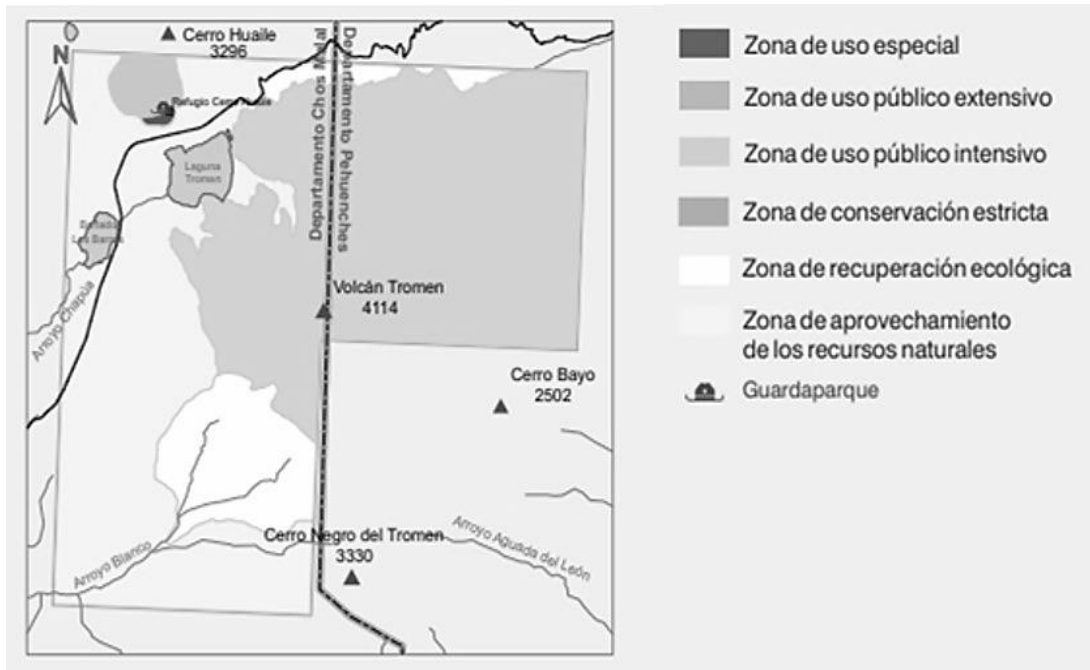 N
Cerro Huaile
3296
Refugio Cerro Huaile
Departamento Chos Malal
Departamento Pehuenches
Laguna
Tromen
Bañado
Los Barros
Arroyo Chapúa
Volcán Tromen
4114
Cerro Bayo
2502
Cerro Negro del Tromen
3330
Arroyo Blanco
Arroyo Aguada del León
Zona de uso especial
Zona de uso público extensivo
Zona de uso público intensivo
Zona de conservación estricta
Zona de recuperación ecológica
Zona de aprovechamiento
de los recursos naturales
Guardaparque